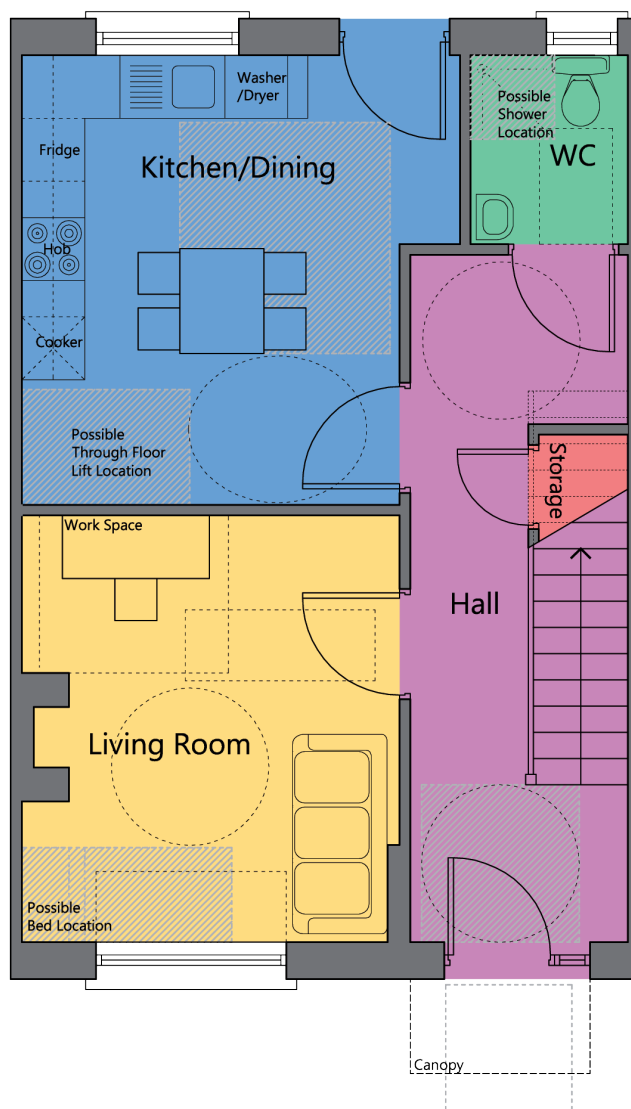 Washer
/Dryer
Possible
Shower
Location
Fridge
Kitchen/Dining
WC
Hob
Cooker
Possible
Through Floor
Lift Location
Storage
Work Space
Hall
Living Room
Possible
Bed Location
Canopy